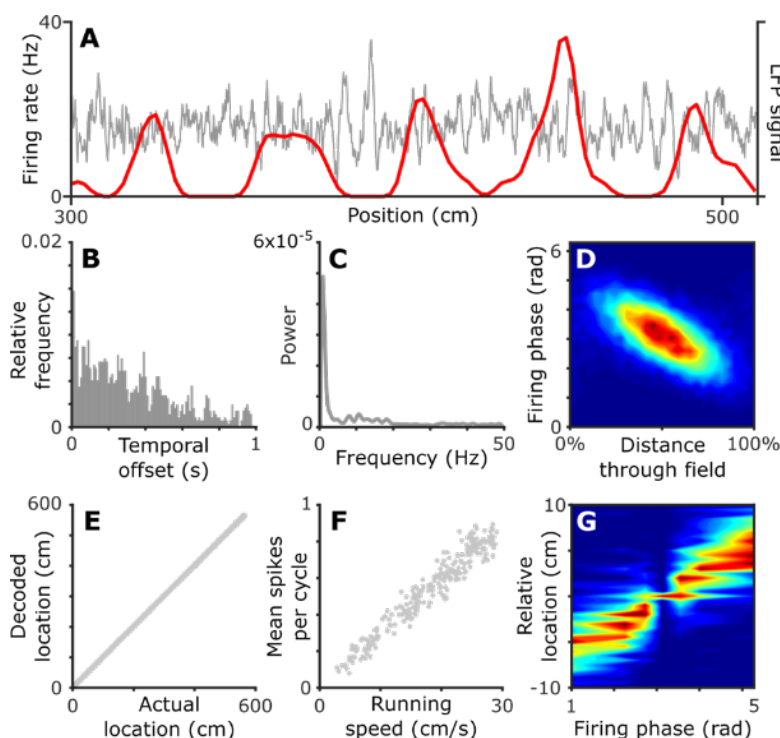 A
40
Firing rate (Hz)
0
LFP signal
300
Position (cm)
500
B
0.02
Relative
frequency
0
0
Temporal
offset (s)
1
C
6x10-5
Power
0
0
Frequency (Hz)
50
D
6
Firing phase (rad)
0
0%
Distance
through field
100%
E
600
Decoded
location (cm)
0
0
Actual
location (cm)
600
F
1
Mean spikes
per cycle
0
0
Running
speed (cm/s)
30
G
10
Relative
location (cm)
-10
1
Firing phase (rad)
5